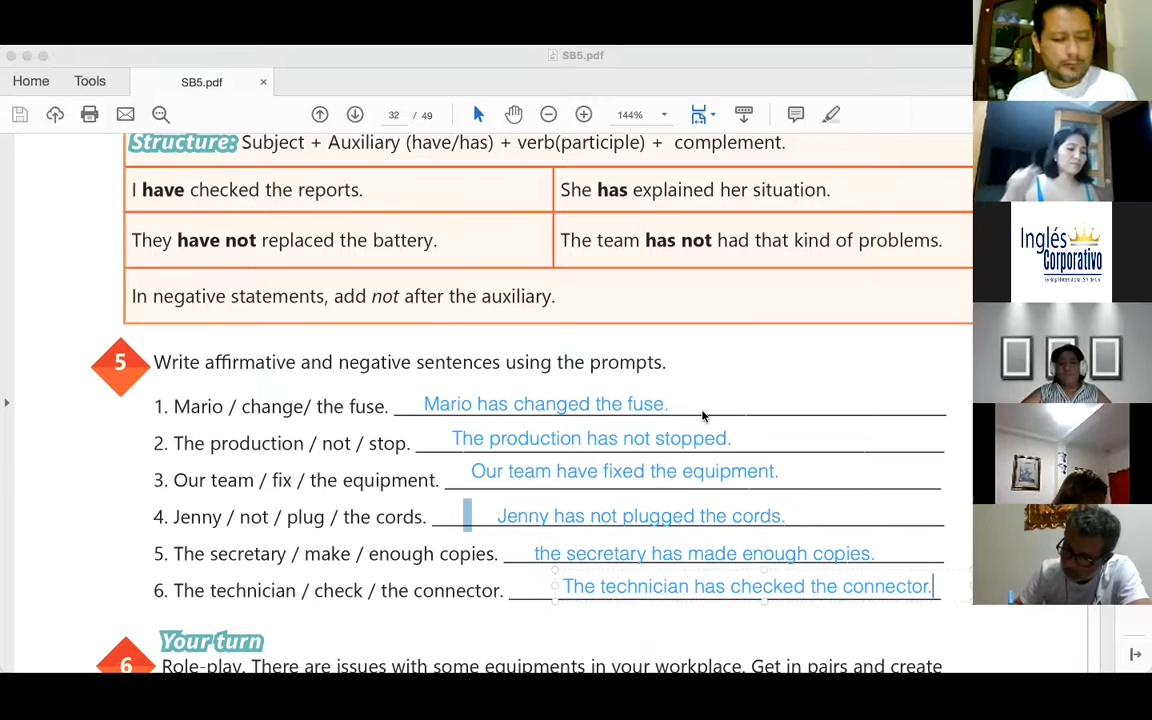 SB5.pdf
Home Tools SB5.pdf ×
32 / 49 144%
Structure: Subject + Auxiliary (have/has) + verb(participle) + complement.
I have checked the reports. She has explained her situation.
They have not replaced the battery. The team has not had that kind of problems.
In negative statements, add not after the auxiliary.
5 Write affirmative and negative sentences using the prompts.
1. Mario / change/ the fuse. Mario has changed the fuse.
2. The production / not / stop. The production has not stopped.
3. Our team / fix / the equipment. Our team have fixed the equipment.
4. Jenny / not / plug / the cords. Jenny has not plugged the cords.
5. The secretary / make / enough copies. the secretary has made enough copies.
6. The technician / check / the connector. The technician has checked the connector.
Your turn
6 Role-play. There are issues with some equipments in your workplace. Get in pairs and create
Inglés
Corporativo